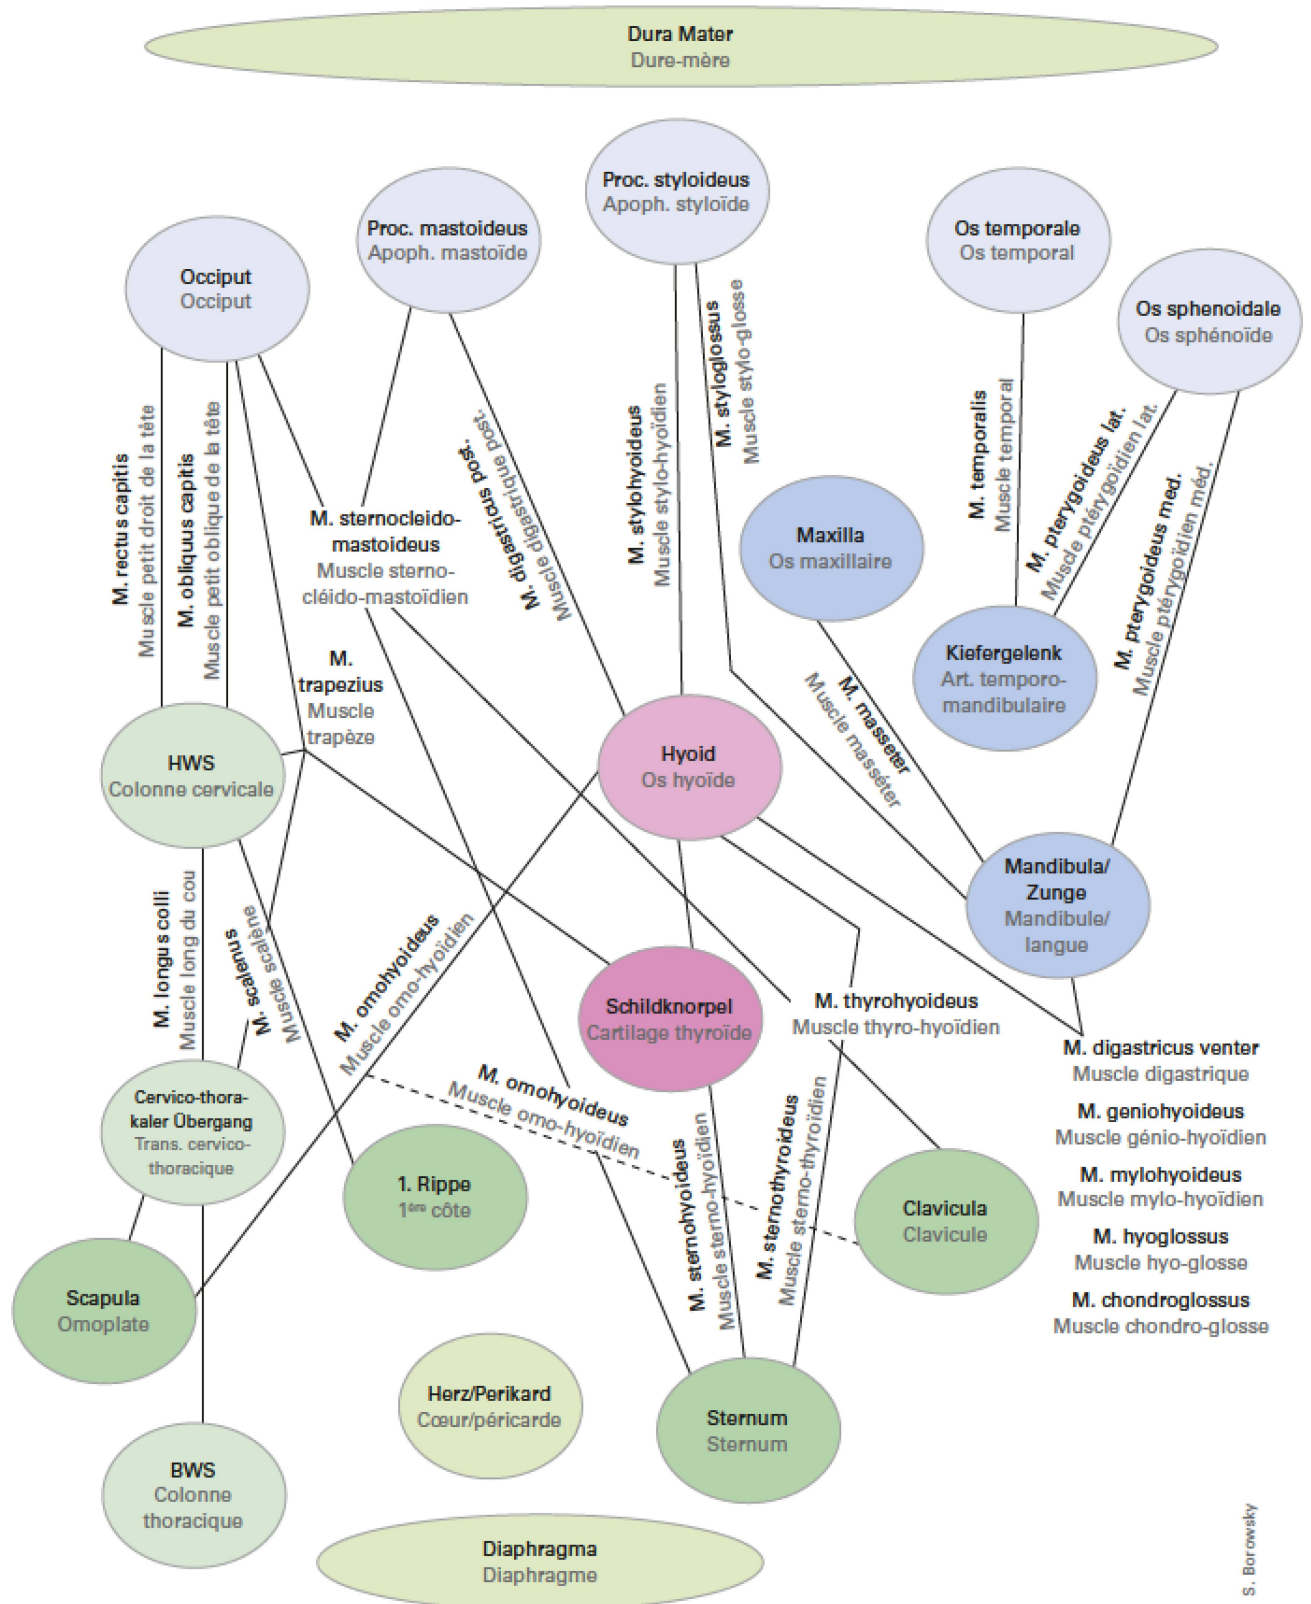 Dura Mater
Dure-mère
Proc. styloideus
Apoph. styloïde
Proc. mastoideus
Apoph. mastoïde
Os temporale
Os temporal
Occiput
Occiput
Os sphenoidale
Os sphénoïde
M. rectus capitis
Muscle petit droit de la tête
M. obliquus capitis
Muscle petit oblique de la tête
M. sternocleido-
mastoideus
Muscle sterno-
cléido-mastoïdien
M. digastricus post.
Muscle digastrique post.
M. stylohyoideus
Muscle stylo-hyoïdien
M. styloglossus
Muscle stylo-glosse
Maxilla
Os maxillaire
M. temporalis
Muscle temporal
M. pterygoideus lat.
Muscle ptérygoïdien lat.
M. pterygoideus med.
Muscle ptérygoïdien méd.
M.
trapezius
Muscle
trapèze
Kiefergelenk
Art. temporo-
mandibulaire
M. masseter
Muscle masséter
HWS
Colonne cervicale
Hyoid
Os hyoïde
Mandibula/
Zunge
Mandibule/
langue
M. longus colli
Muscle long du cou
M. scalenus
Muscle scalène
M. omohyoideus
Muscle omo-hyoïdien
Schildknorpel
Cartilage thyroïde
M. thyrohyoideus
Muscle thyro-hyoïdien
M. digastricus venter
Muscle digastrique
M. geniohyoideus
Muscle génio-hyoïdien
M. mylohyoideus
Muscle mylo-hyoïdien
M. hyoglossus
Muscle hyo-glosse
M. chondroglossus
Muscle chondro-glosse
Cervico-thora-
kaler Übergang
Trans. cervico-
thoracique
M. omohyoideus
Muscle omo-hyoïdien
M. sternohyoideus
Muscle sterno-hyoïdien
M. sternothyroideus
Muscle sterno-thyroïdien
1. Rippe
1ère côte
Clavicula
Clavicule
Scapula
Omoplate
Herz/Perikard
Cœur/péricarde
Sternum
Sternum
BWS
Colonne
thoracique
Diaphragma
Diaphragme
S. Borowsky